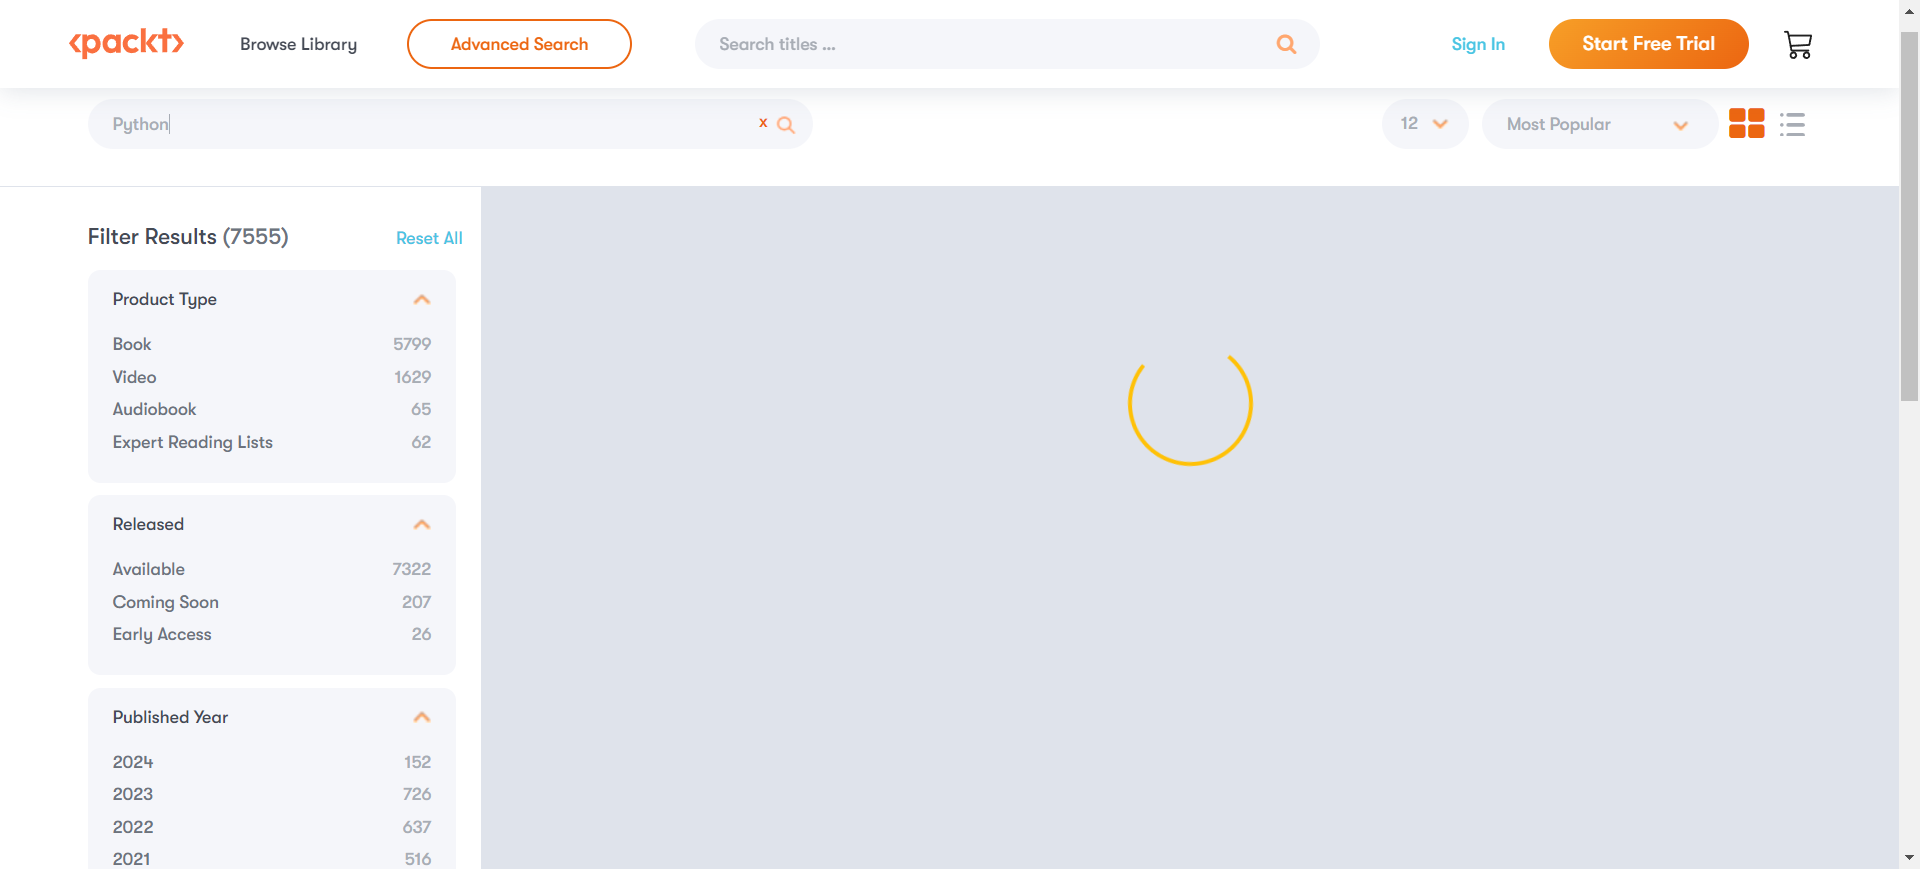 <packt>
Browse Library
Advanced Search
Search titles ...
Sign In
Start Free Trial
Python
x
12
Most Popular
Filter Results (7555)
Reset All
Product Type
Book 5799
Video 1629
Audiobook 65
Expert Reading Lists 62
Released
Available 7322
Coming Soon 207
Early Access 26
Published Year
2024 152
2023 726
2022 637
2021 516